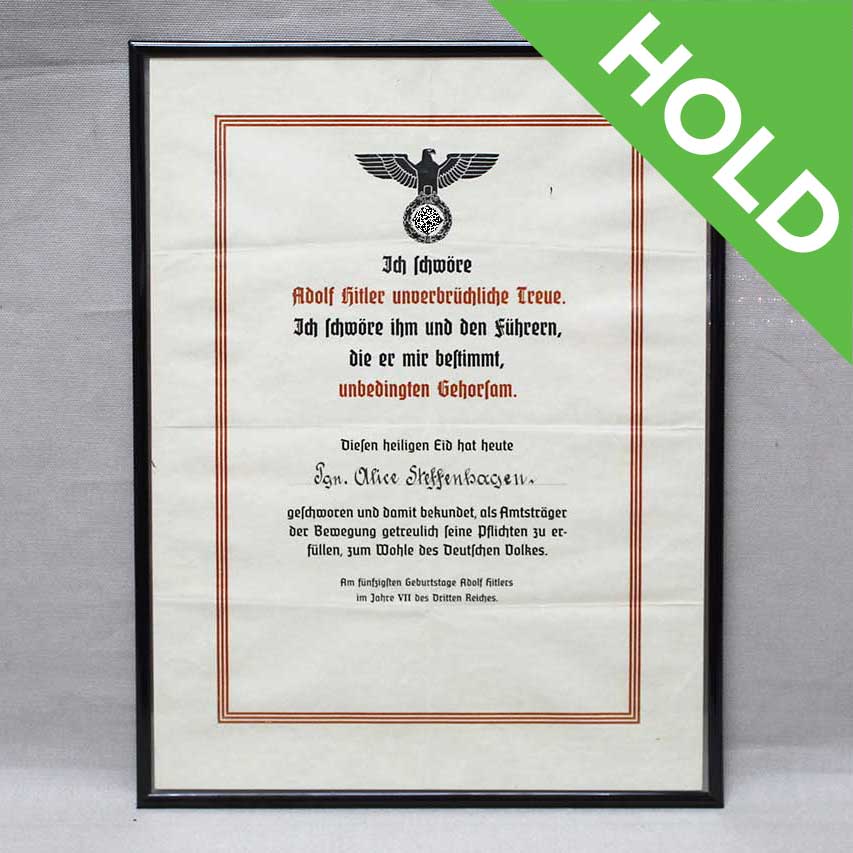 HOLD
Ich schwöre
Adolf Hitler unverbrüchliche Treue.
Ich schwöre ihm und den Führern,
die er mir bestimmt,
unbedingten Gehorsam.
Diesen heiligen Eid hat heute
Pgn. Alice Steffenhagen.
geschworen und damit bekundet, als Amtsträger
der Bewegung getreulich seine Pflichten zu er-
füllen, zum Wohle des Deutschen Volkes.
Am fünfzigsten Geburtstage Adolf Hitlers
im Jahre VII des Dritten Reiches.